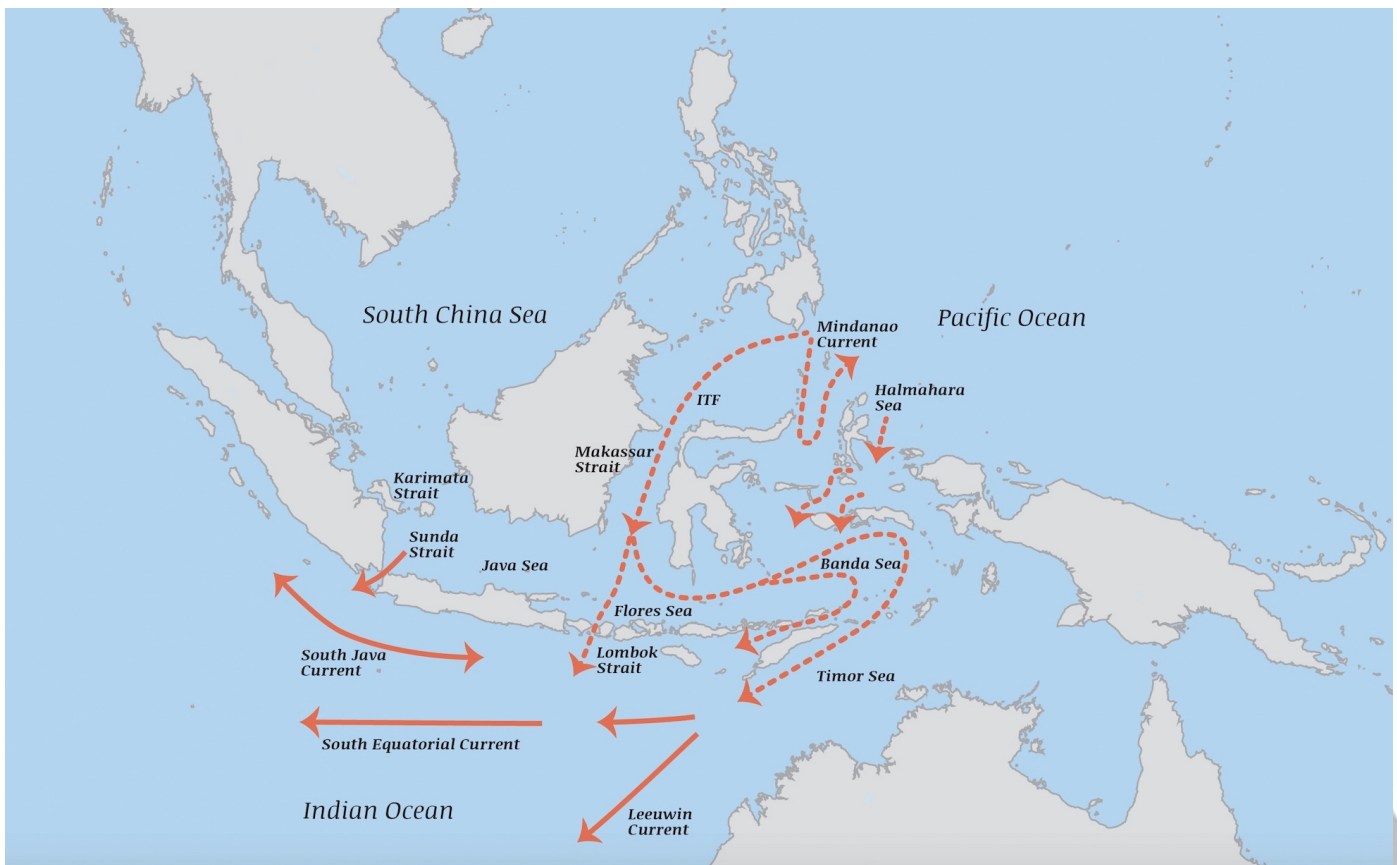 South China Sea
Pacific Ocean
Mindanao
Current
Halmahara
Sea
ITF
Makassar
Strait
Karimata
Strait
Sunda
Strait
Java Sea
Banda Sea
Flores Sea
Lombok
Strait
South Java
Current
Timor Sea
South Equatorial Current
Indian Ocean
Leeuwin
Current